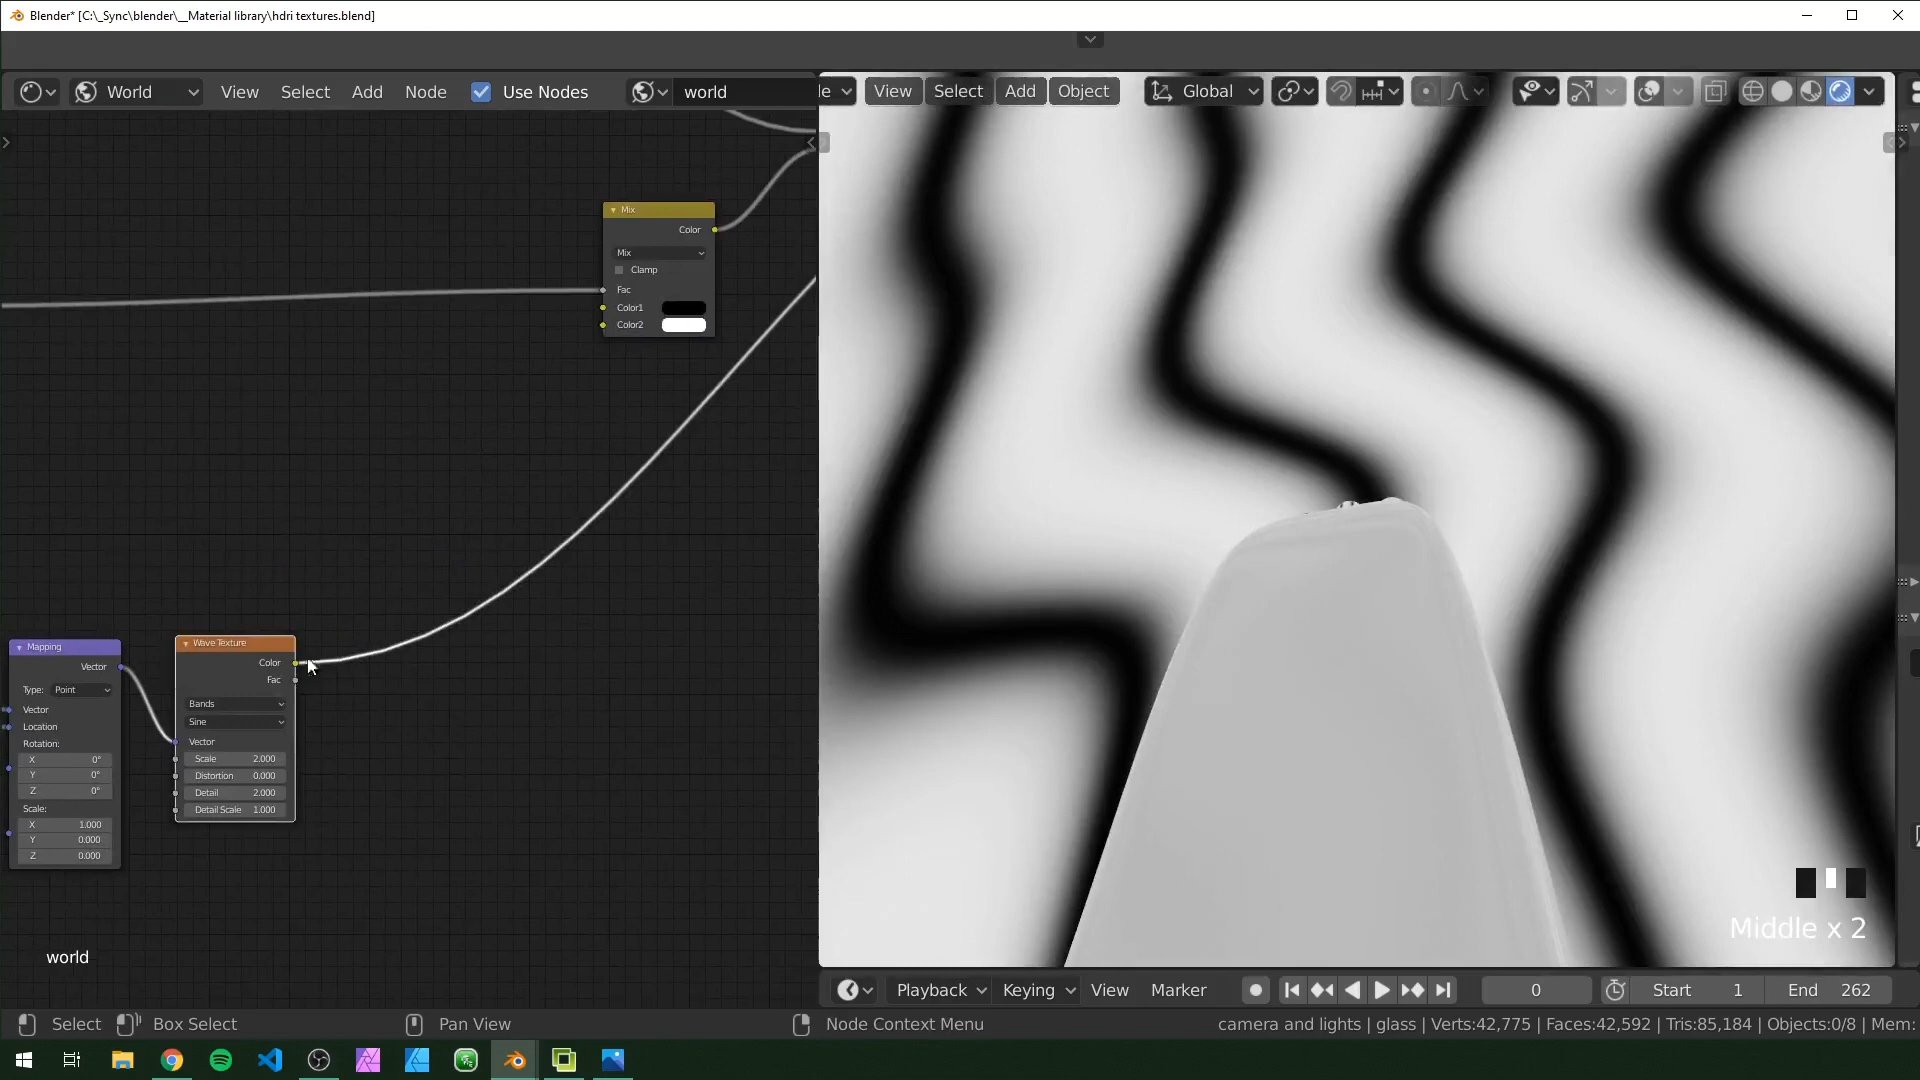 Blender* [C:\_Sync\blender\__Material library\hdri textures.blend]
World View Select Add Node Use Nodes world
View Select Add Object Global
Mix
Color
Mix
Clamp
Fac
Color1
Color2
Mapping
Vector
Type: Point
Vector
Location
Rotation:
X 0°
Y 0°
Z 0°
Scale:
X 1.000
Y 0.000
Z 0.000
Wave Texture
Color
Fac
Bands
Sine
Vector
Scale 2.000
Distortion 0.000
Detail 2.000
Detail Scale 1.000
world
Middle x 2
Playback Keying View Marker 0 Start 1 End 262
Select Box Select Pan View Node Context Menu camera and lights | glass | Verts:42,775 | Faces:42,592 | Tris:85,184 | Objects:0/8 | Mem: